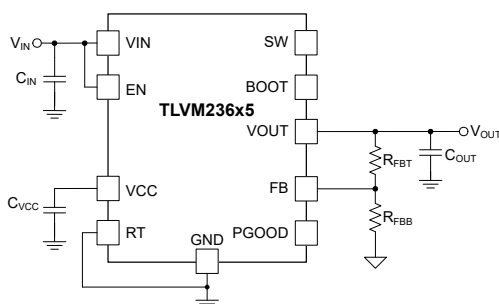 VIN
VIN
SW
CIN
EN
BOOT
TLVM236x5
VOUT
VOUT
RFBT
COUT
CVCC
VCC
FB
RFBB
RT
GND
PGOOD